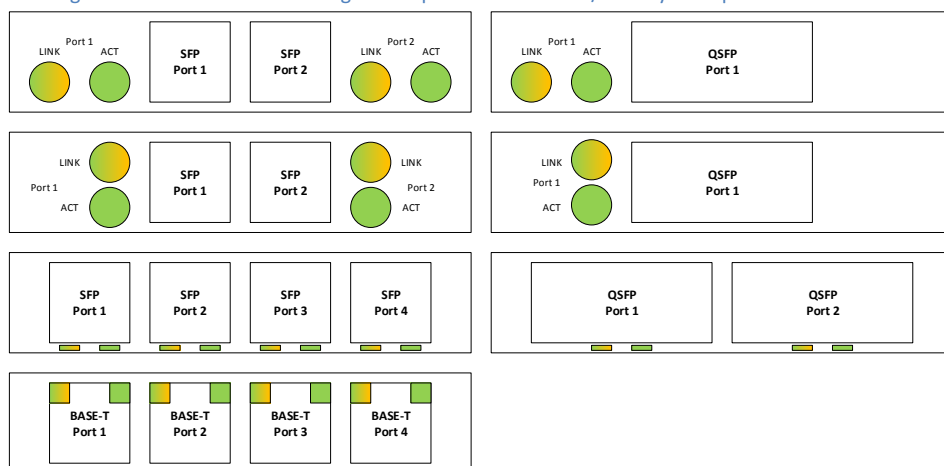 Port 1
LINK ACT
SFP
Port 1
SFP
Port 2
Port 2
LINK ACT
Port 1
LINK ACT
QSFP
Port 1
LINK
Port 1
ACT
SFP
Port 1
SFP
Port 2
LINK
Port 2
ACT
LINK
Port 1
ACT
QSFP
Port 1
SFP
Port 1
SFP
Port 2
SFP
Port 3
SFP
Port 4
QSFP
Port 1
QSFP
Port 2
BASE-T
Port 1
BASE-T
Port 2
BASE-T
Port 3
BASE-T
Port 4